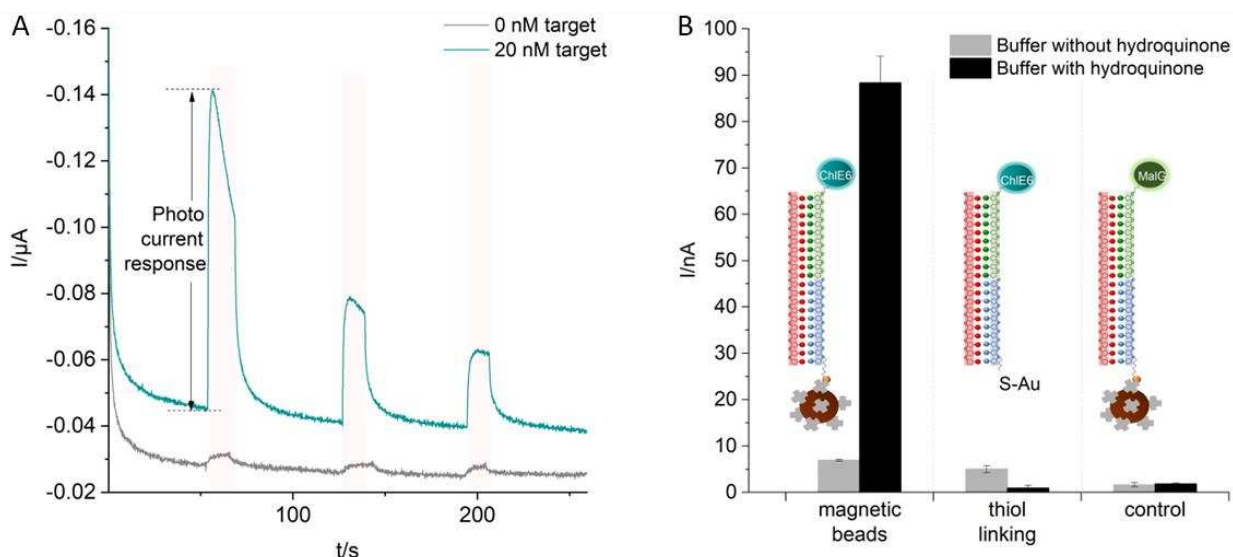 A
-0.16
-0.14
-0.12
-0.10
-0.08
-0.06
-0.04
-0.02
I/µA
0 nM target
20 nM target
Photo
current
response
100
200
t/s
B
100
90
80
70
60
50
40
30
20
10
0
I/nA
Buffer without hydroquinone
Buffer with hydroquinone
ChlE6
ChlE6
MalG
S-Au
magnetic
beads
thiol
linking
control